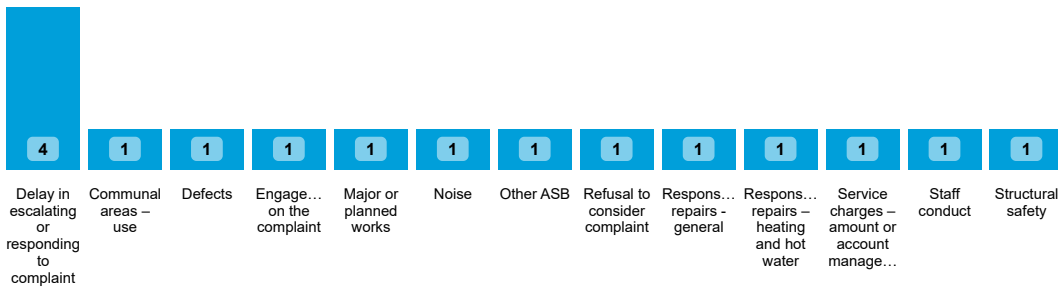 4
1
1
1
1
1
1
1
1
1
1
1
1
Delay in
escalating
or
responding
to
complaint
Communal
areas –
use
Defects
Engage…
on the
complaint
Major or
planned
works
Noise
Other ASB
Refusal to
consider
complaint
Respons…
repairs -
general
Respons…
repairs –
heating
and hot
water
Service
charges –
amount or
account
manage…
Staff
conduct
Structural
safety